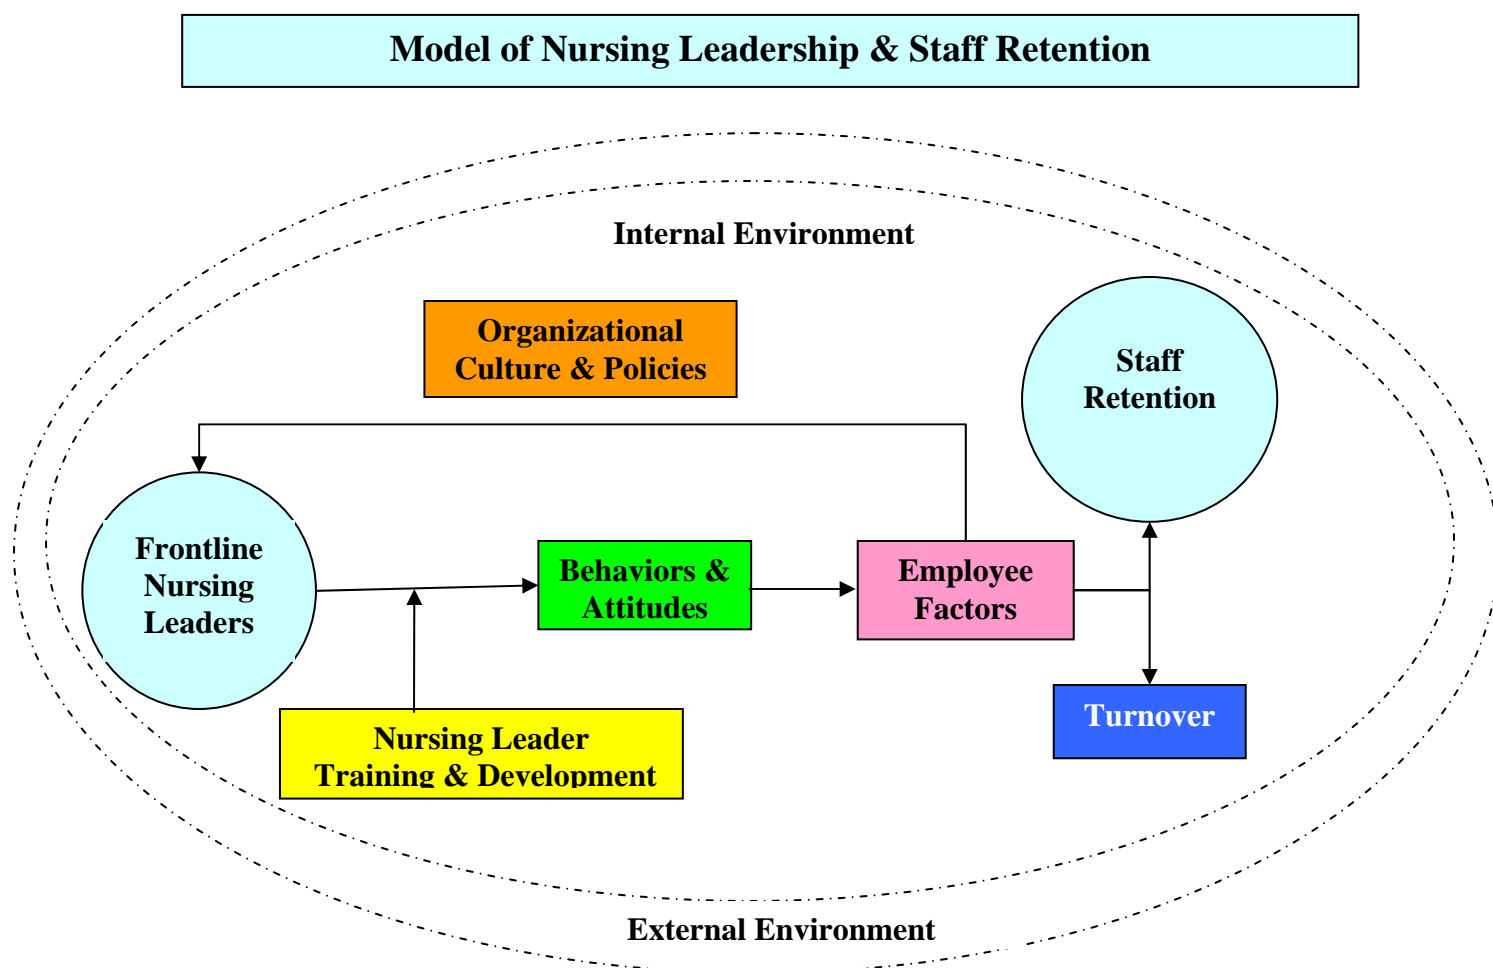 Model of Nursing Leadership & Staff Retention
Internal Environment
Organizational
Culture & Policies
Staff
Retention
Frontline
Nursing
Leaders
Behaviors &
Attitudes
Employee
Factors
Nursing Leader
Training & Development
Turnover
External Environment